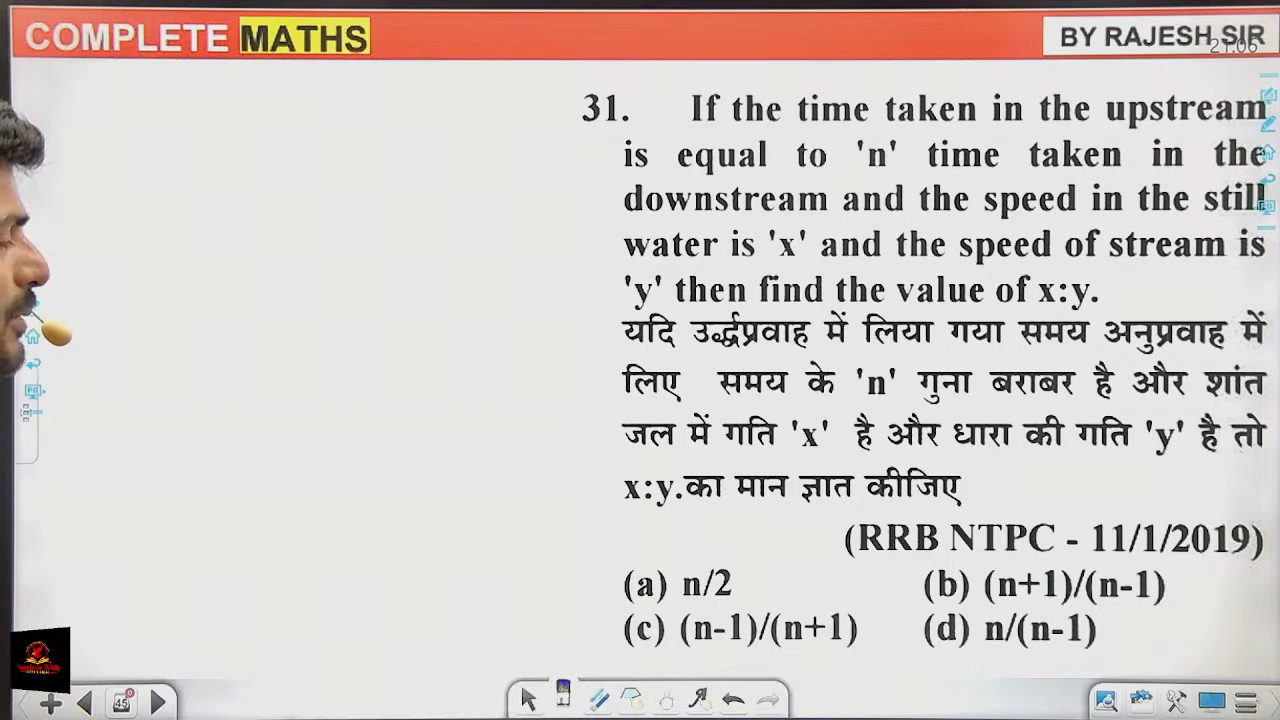 COMPLETE MATHS
BY RAJESH SIR
21:06
31. If the time taken in the upstream
is equal to 'n' time taken in the
downstream and the speed in the still
water is 'x' and the speed of stream is
'y' then find the value of x:y.
यदि उर्द्धप्रवाह में लिया गया समय अनुप्रवाह में
लिए समय के 'n' गुना बराबर है और शांत
जल में गति 'x' है और धारा की गति 'y' है तो
x:y.का मान ज्ञात कीजिए
(RRB NTPC - 11/1/2019)
(a) n/2 (b) (n+1)/(n-1)
(c) (n-1)/(n+1) (d) n/(n-1)
45